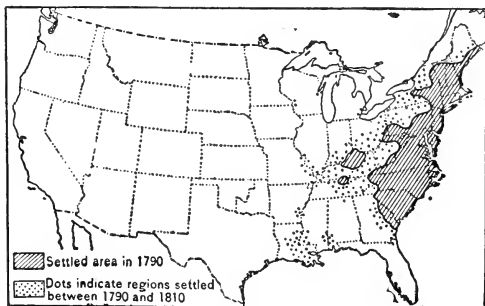 Settled area in 1790
Dots indicate regions settled
between 1790 and 1810